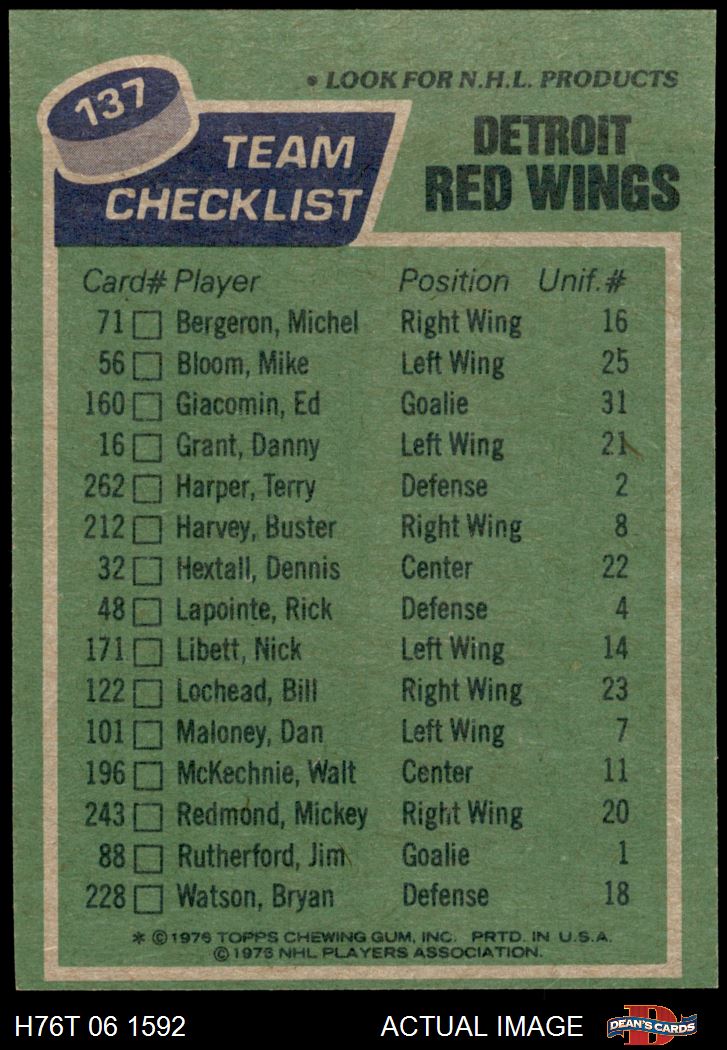 • LOOK FOR N.H.L. PRODUCTS
137
TEAM CHECKLIST
DETROIT
RED WINGS
Card# Player Position Unif.#
71 Bergeron, Michel Right Wing 16
56 Bloom, Mike Left Wing 25
160 Giacomin, Ed Goalie 31
16 Grant, Danny Left Wing 21
262 Harper, Terry Defense 2
212 Harvey, Buster Right Wing 8
32 Hextall, Dennis Center 22
48 Lapointe, Rick Defense 4
171 Libett, Nick Left Wing 14
122 Lochead, Bill Right Wing 23
101 Maloney, Dan Left Wing 7
196 McKechnie, Walt Center 11
243 Redmond, Mickey Right Wing 20
88 Rutherford, Jim Goalie 1
228 Watson, Bryan Defense 18
* ©1976 TOPPS CHEWING GUM, INC. PRTD. IN U.S.A.
©1976 NHL PLAYERS ASSOCIATION.
H76T 06 1592 ACTUAL IMAGE D DEAN'S CARDS